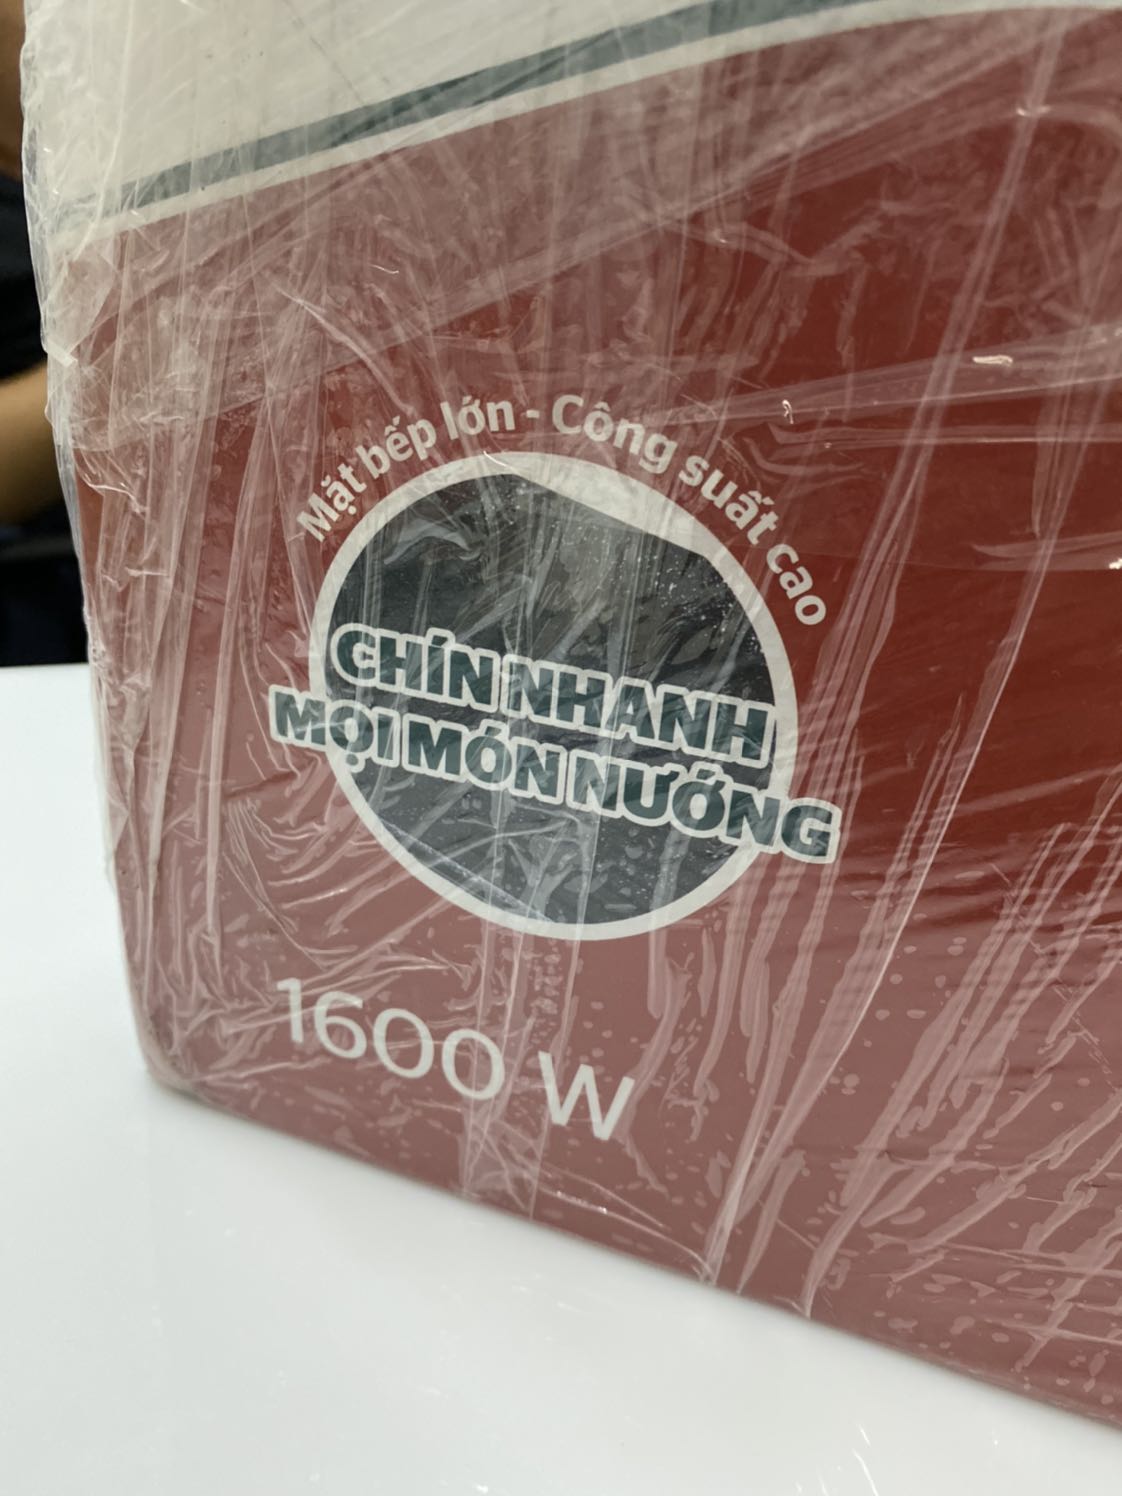 Mặt bếp lớn - Công suất cao
CHÍN NHANH
MỌI MÓN NƯỚNG
1600 W